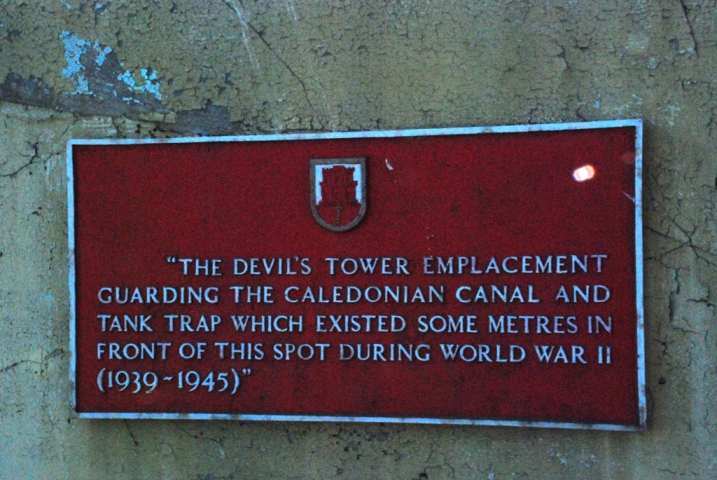 “THE DEVIL'S TOWER EMPLACEMENT
GUARDING THE CALEDONIAN CANAL AND
TANK TRAP WHICH EXISTED SOME METRES IN
FRONT OF THIS SPOT DURING WORLD WAR II
(1939-1945)”